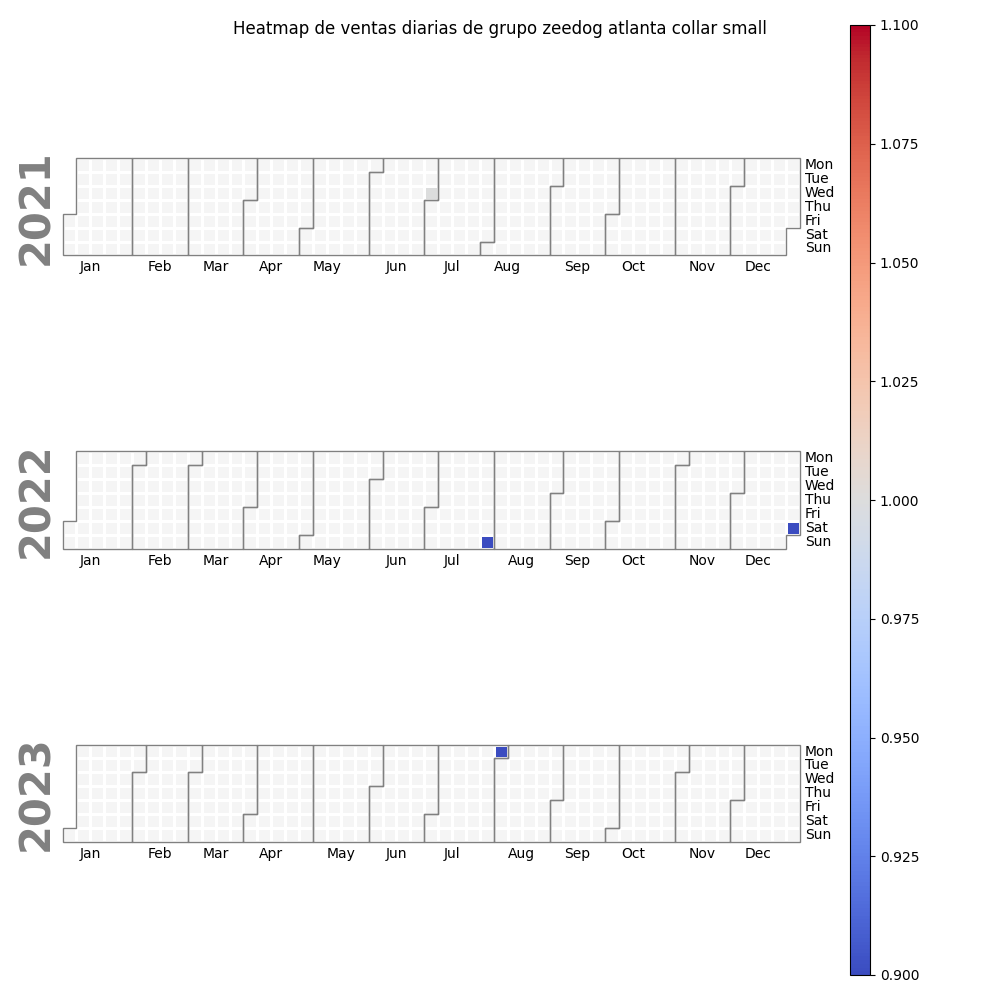 Heatmap de ventas diarias de grupo zeedog atlanta collar small
2021
Mon
Tue
Wed
Thu
Fri
Sat
Sun
Jan Feb Mar Apr May Jun Jul Aug Sep Oct Nov Dec
2022
Mon
Tue
Wed
Thu
Fri
Sat
Sun
Jan Feb Mar Apr May Jun Jul Aug Sep Oct Nov Dec
2023
Mon
Tue
Wed
Thu
Fri
Sat
Sun
Jan Feb Mar Apr May Jun Jul Aug Sep Oct Nov Dec
1.100
1.075
1.050
1.025
1.000
0.975
0.950
0.925
0.900